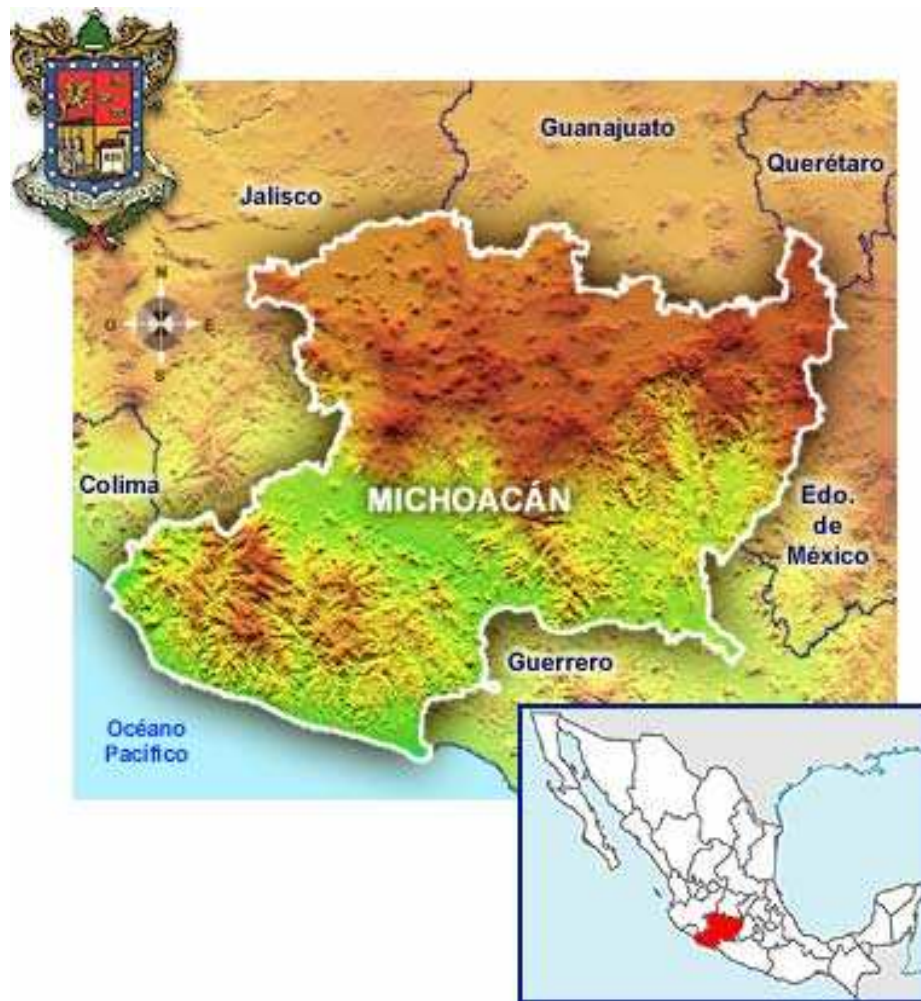 Guanajuato
Querétaro
Jalisco
N
O
E
S
Colima
MICHOACÁN
Edo.
de
México
Guerrero
Océano
Pacífico